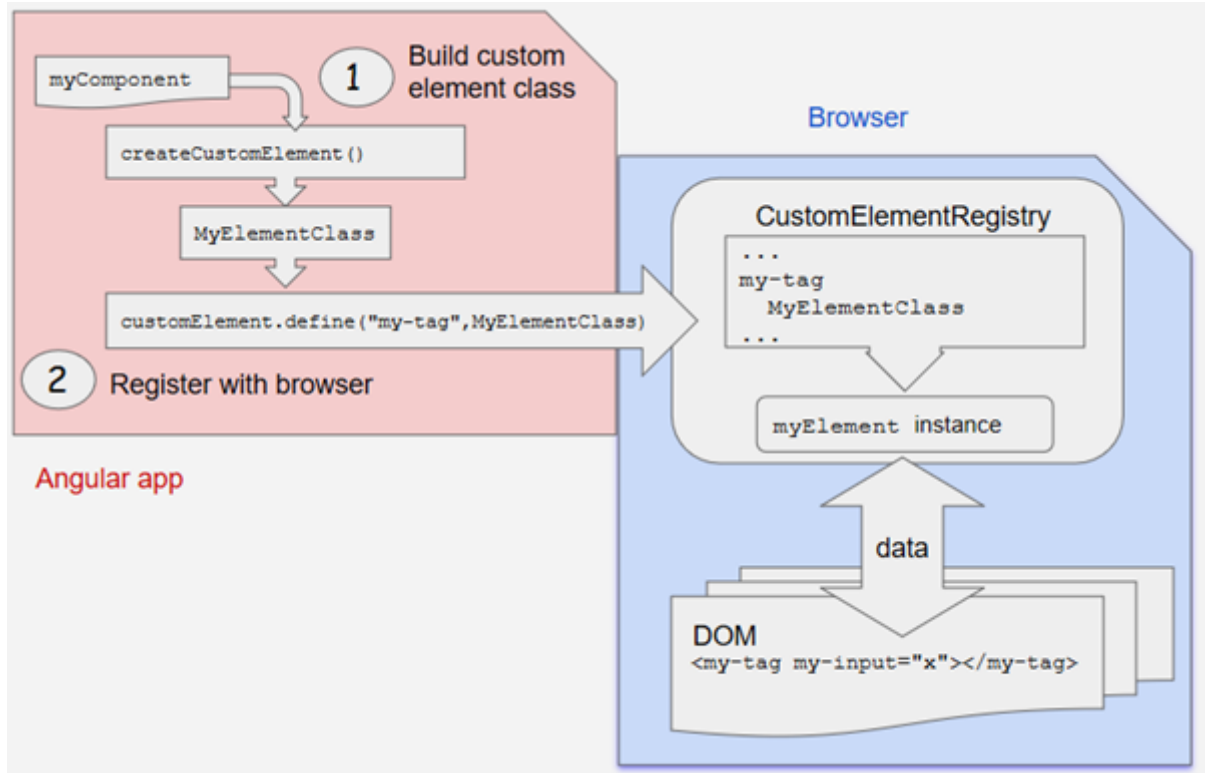 myComponent
1
Build custom
element class
createCustomElement()
MyElementClass
customElement.define("my-tag",MyElementClass)
2
Register with browser
Angular app
Browser
CustomElementRegistry
...
my-tag
MyElementClass
...
myElement instance
data
DOM
<my-tag my-input="x"></my-tag>